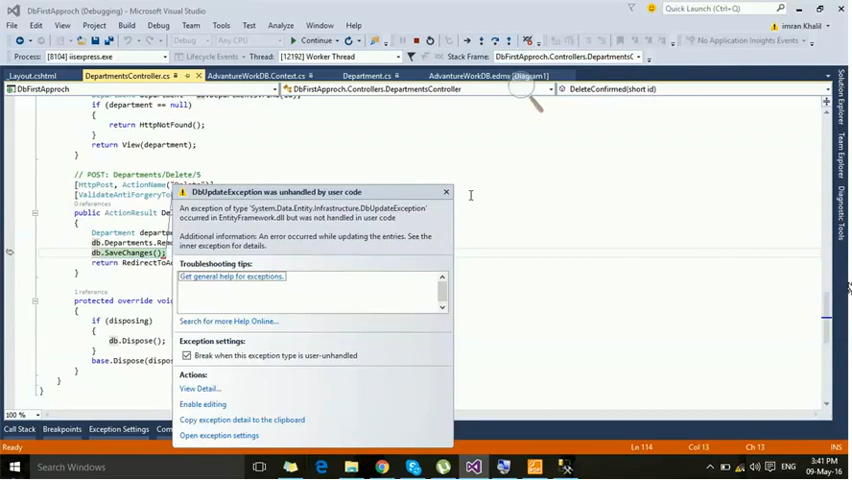 DbFirstApproch (Debugging) - Microsoft Visual Studio
Quick Launch (Ctrl+Q)
File Edit View Project Build Debug Team Tools Test Analyze Window Help
imran Khalil
Debug Any CPU Continue No Application Insights Events
Process: [8104] iisexpress.exe Lifecycle Events Thread: [12192] Worker Thread Stack Frame: DbFirstApproch.Controllers.Departments
_Layout.cshtml DepartmentsController.cs AdvantureWorkDB.Context.cs Department.cs AdvantureWorkDB.edmx [Diagram1]
DbFirstApproch DbFirstApproch.Controllers.DepartmentsController DeleteConfirmed(short id)
if (department == null)
{
return HttpNotFound();
}
return View(department);
}
// POST: Departments/Delete/5
[HttpPost, ActionName("Delete")]
[ValidateAntiForgeryTo
0 references
public ActionResult De
{
Department departm
db.Departments.Rem
db.SaveChanges();
return RedirectToAc
}
1 reference
protected override voi
{
if (disposing)
{
db.Dispose();
}
base.Dispose(dispo
}
}
}
DbUpdateException was unhandled by user code
An exception of type 'System.Data.Entity.Infrastructure.DbUpdateException'
occurred in EntityFramework.dll but was not handled in user code
Additional information: An error occurred while updating the entries. See the
inner exception for details.
Troubleshooting tips:
Get general help for exceptions.
Search for more Help Online...
Exception settings:
Break when this exception type is user-unhandled
Actions:
View Detail...
Enable editing
Copy exception detail to the clipboard
Open exception settings
Solution Explorer
Team Explorer
Diagnostic Tools
100 %
Call Stack Breakpoints Exception Settings
Ready Ln 114 Col 13 Ch 13 INS
Search Windows
ENG
3:41 PM
09-May-16